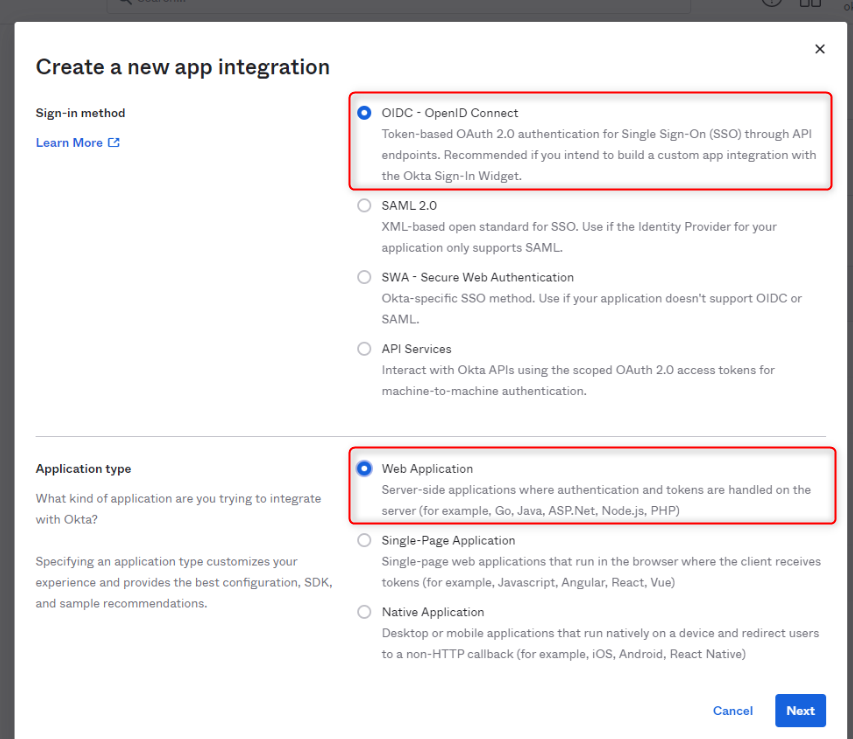 Create a new app integration
Sign-in method
Learn More
OIDC - OpenID Connect
Token-based OAuth 2.0 authentication for Single Sign-On (SSO) through API
endpoints. Recommended if you intend to build a custom app integration with
the Okta Sign-In Widget.
SAML 2.0
XML-based open standard for SSO. Use if the Identity Provider for your
application only supports SAML.
SWA - Secure Web Authentication
Okta-specific SSO method. Use if your application doesn't support OIDC or
SAML.
API Services
Interact with Okta APIs using the scoped OAuth 2.0 access tokens for
machine-to-machine authentication.
Application type
What kind of application are you trying to integrate
with Okta?
Specifying an application type customizes your
experience and provides the best configuration, SDK,
and sample recommendations.
Web Application
Server-side applications where authentication and tokens are handled on the
server (for example, Go, Java, ASP.Net, Node.js, PHP)
Single-Page Application
Single-page web applications that run in the browser where the client receives
tokens (for example, Javascript, Angular, React, Vue)
Native Application
Desktop or mobile applications that run natively on a device and redirect users
to a non-HTTP callback (for example, iOS, Android, React Native)
Cancel
Next